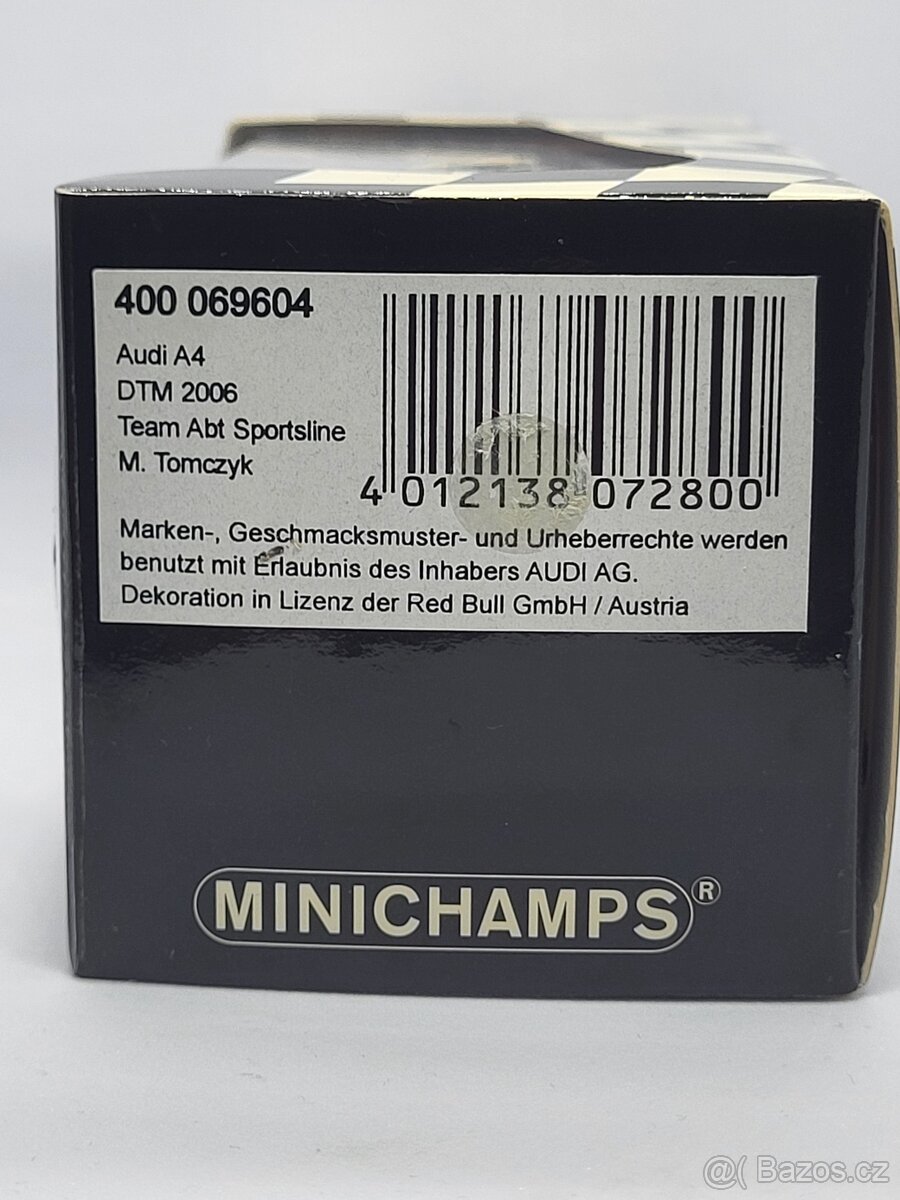 400 069604
Audi A4
DTM 2006
Team Abt Sportsline
M. Tomczyk
4 012138 072800
Marken-, Geschmacksmuster- und Urheberrechte werden
benutzt mit Erlaubnis des Inhabers AUDI AG.
Dekoration in Lizenz der Red Bull GmbH / Austria
MINICHAMPS®
@( Bazos.cz